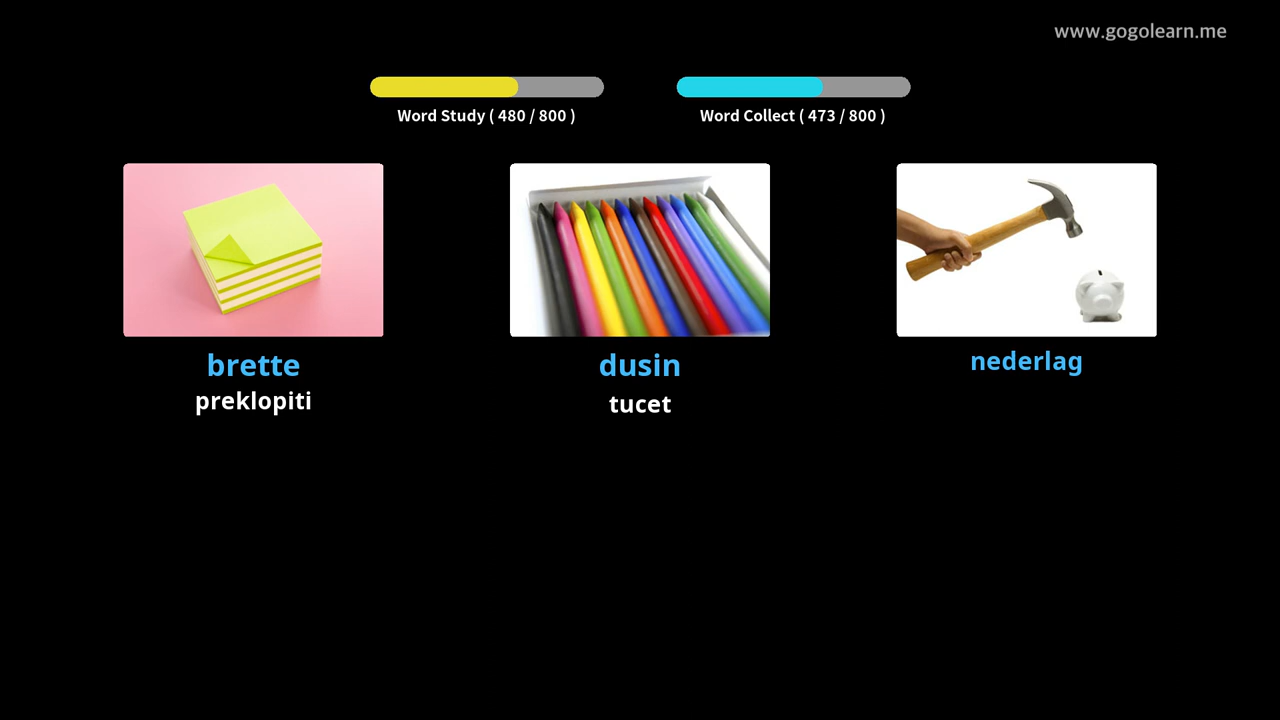 www.gogolearn.me
Word Study ( 480 / 800 )
Word Collect ( 473 / 800 )
brette
preklopiti
dusin
tucet
nederlag